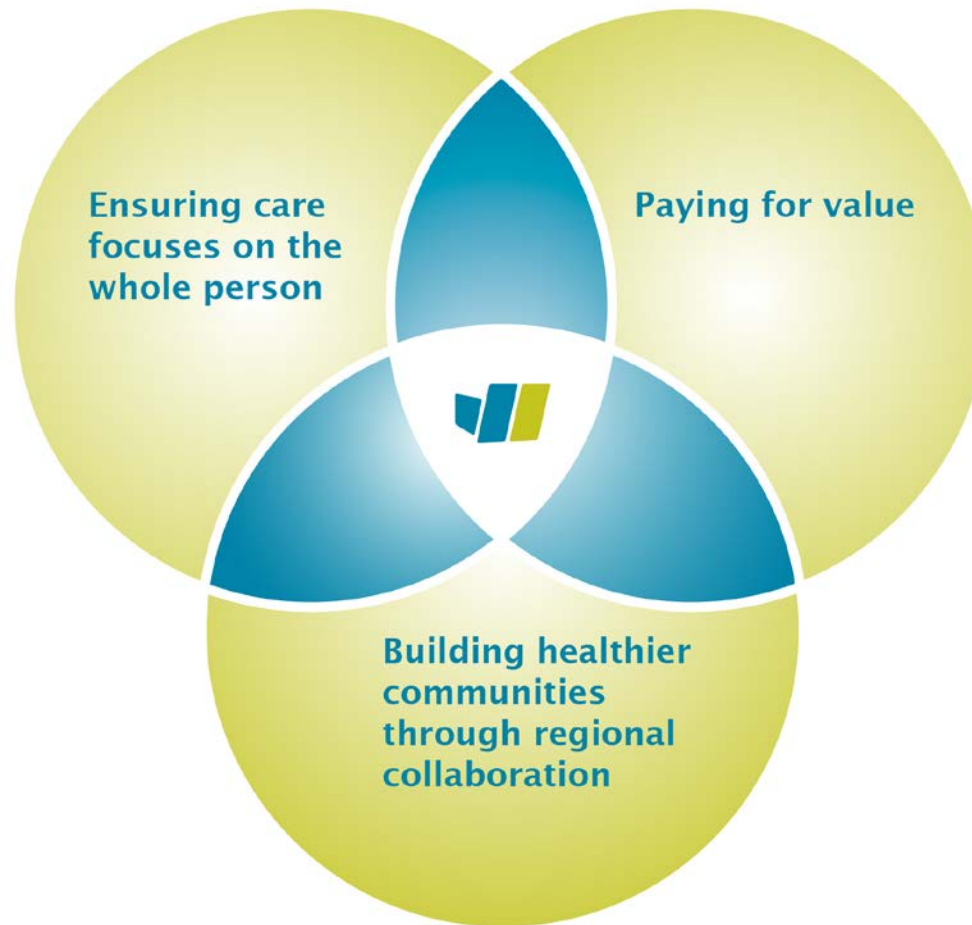 Ensuring care
focuses on the
whole person
Paying for value
Building healthier
communities
through regional
collaboration